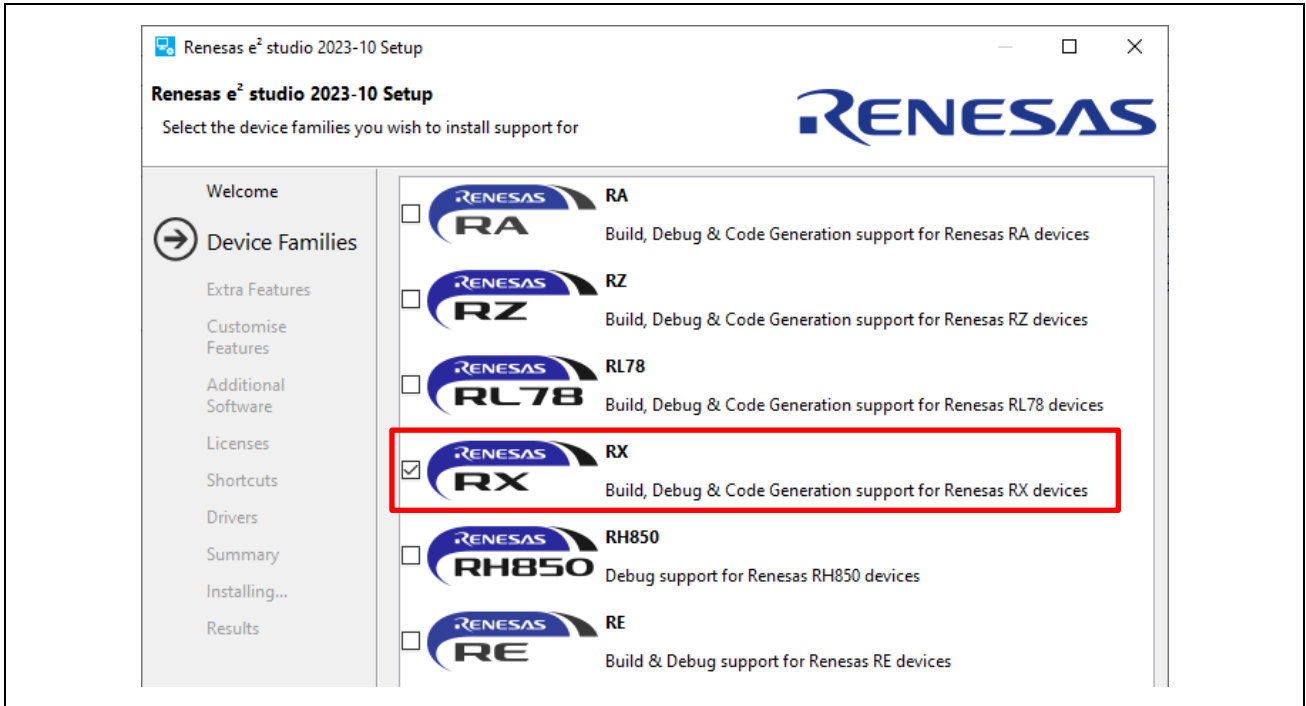 Renesas e² studio 2023-10 Setup
Renesas e² studio 2023-10 Setup
Select the device families you wish to install support for
RENESAS
Welcome
Device Families
Extra Features
Customise
Features
Additional
Software
Licenses
Shortcuts
Drivers
Summary
Installing...
Results
RENESAS
RA
RA
Build, Debug & Code Generation support for Renesas RA devices
RENESAS
RZ
RZ
Build, Debug & Code Generation support for Renesas RZ devices
RENESAS
RL78
RL78
Build, Debug & Code Generation support for Renesas RL78 devices
RENESAS
RX
RX
Build, Debug & Code Generation support for Renesas RX devices
RENESAS
RH850
RH850
Debug support for Renesas RH850 devices
RENESAS
RE
RE
Build & Debug support for Renesas RE devices